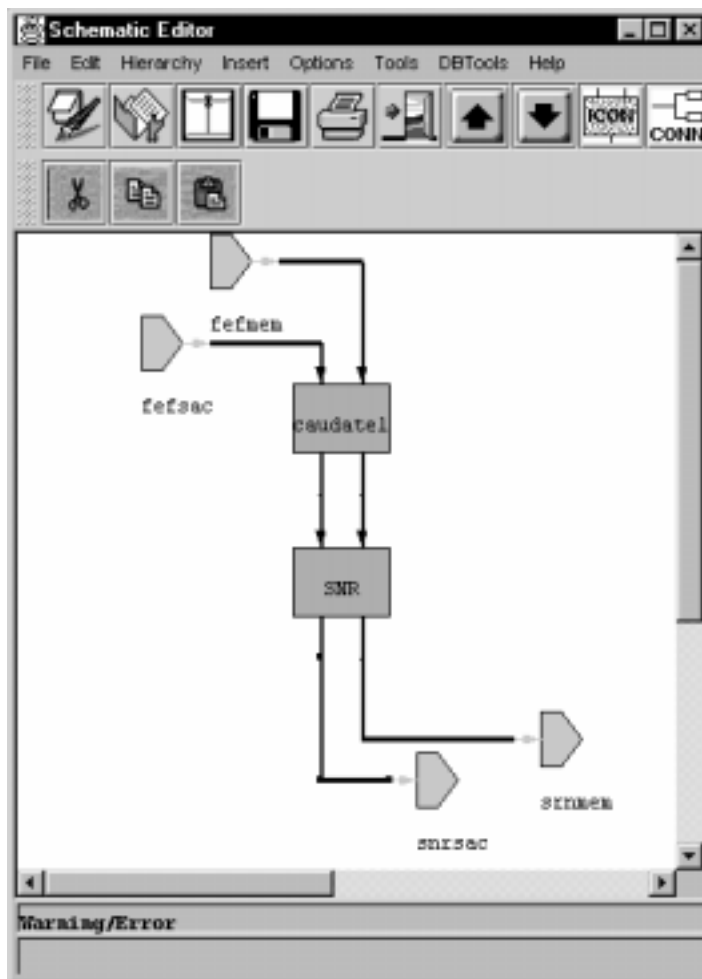 Schematic Editor
File Edit Hierarchy Insert Options Tools DBTools Help
ICON CONN
fefmem
fefsac
caudatel
SNR
srnmem
snrsac
Warning/Error